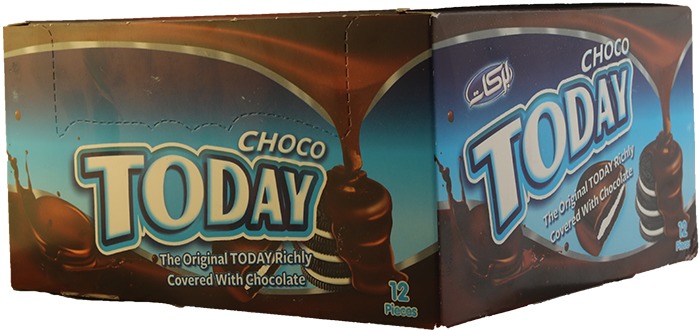 CHOCO
TODAY
The Original TODAY Richly
Covered With Chocolate
12
Pieces
بركات
CHOCO
TODAY
The Original TODAY Richly
Covered With Chocolate
12
Pieces